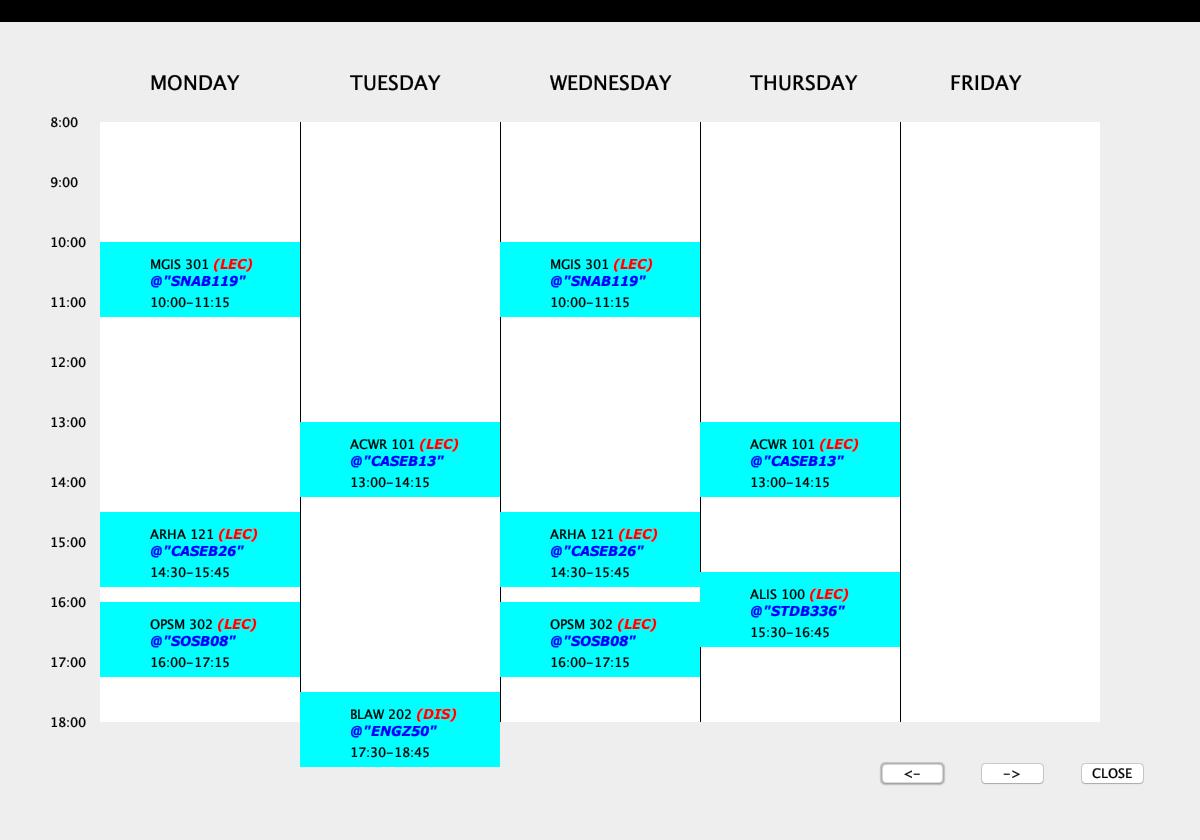 MONDAY TUESDAY WEDNESDAY THURSDAY FRIDAY
8:00
9:00
10:00
MGIS 301 (LEC)
@"SNAB119"
10:00-11:15
MGIS 301 (LEC)
@"SNAB119"
10:00-11:15
11:00
12:00
13:00
ACWR 101 (LEC)
@"CASEB13"
13:00-14:15
ACWR 101 (LEC)
@"CASEB13"
13:00-14:15
14:00
ARHA 121 (LEC)
@"CASEB26"
14:30-15:45
ARHA 121 (LEC)
@"CASEB26"
14:30-15:45
15:00
ALIS 100 (LEC)
@"STDB336"
15:30-16:45
16:00
OPSM 302 (LEC)
@"SOSB08"
16:00-17:15
OPSM 302 (LEC)
@"SOSB08"
16:00-17:15
17:00
BLAW 202 (DIS)
@"ENGZ50"
17:30-18:45
18:00
<- -> CLOSE